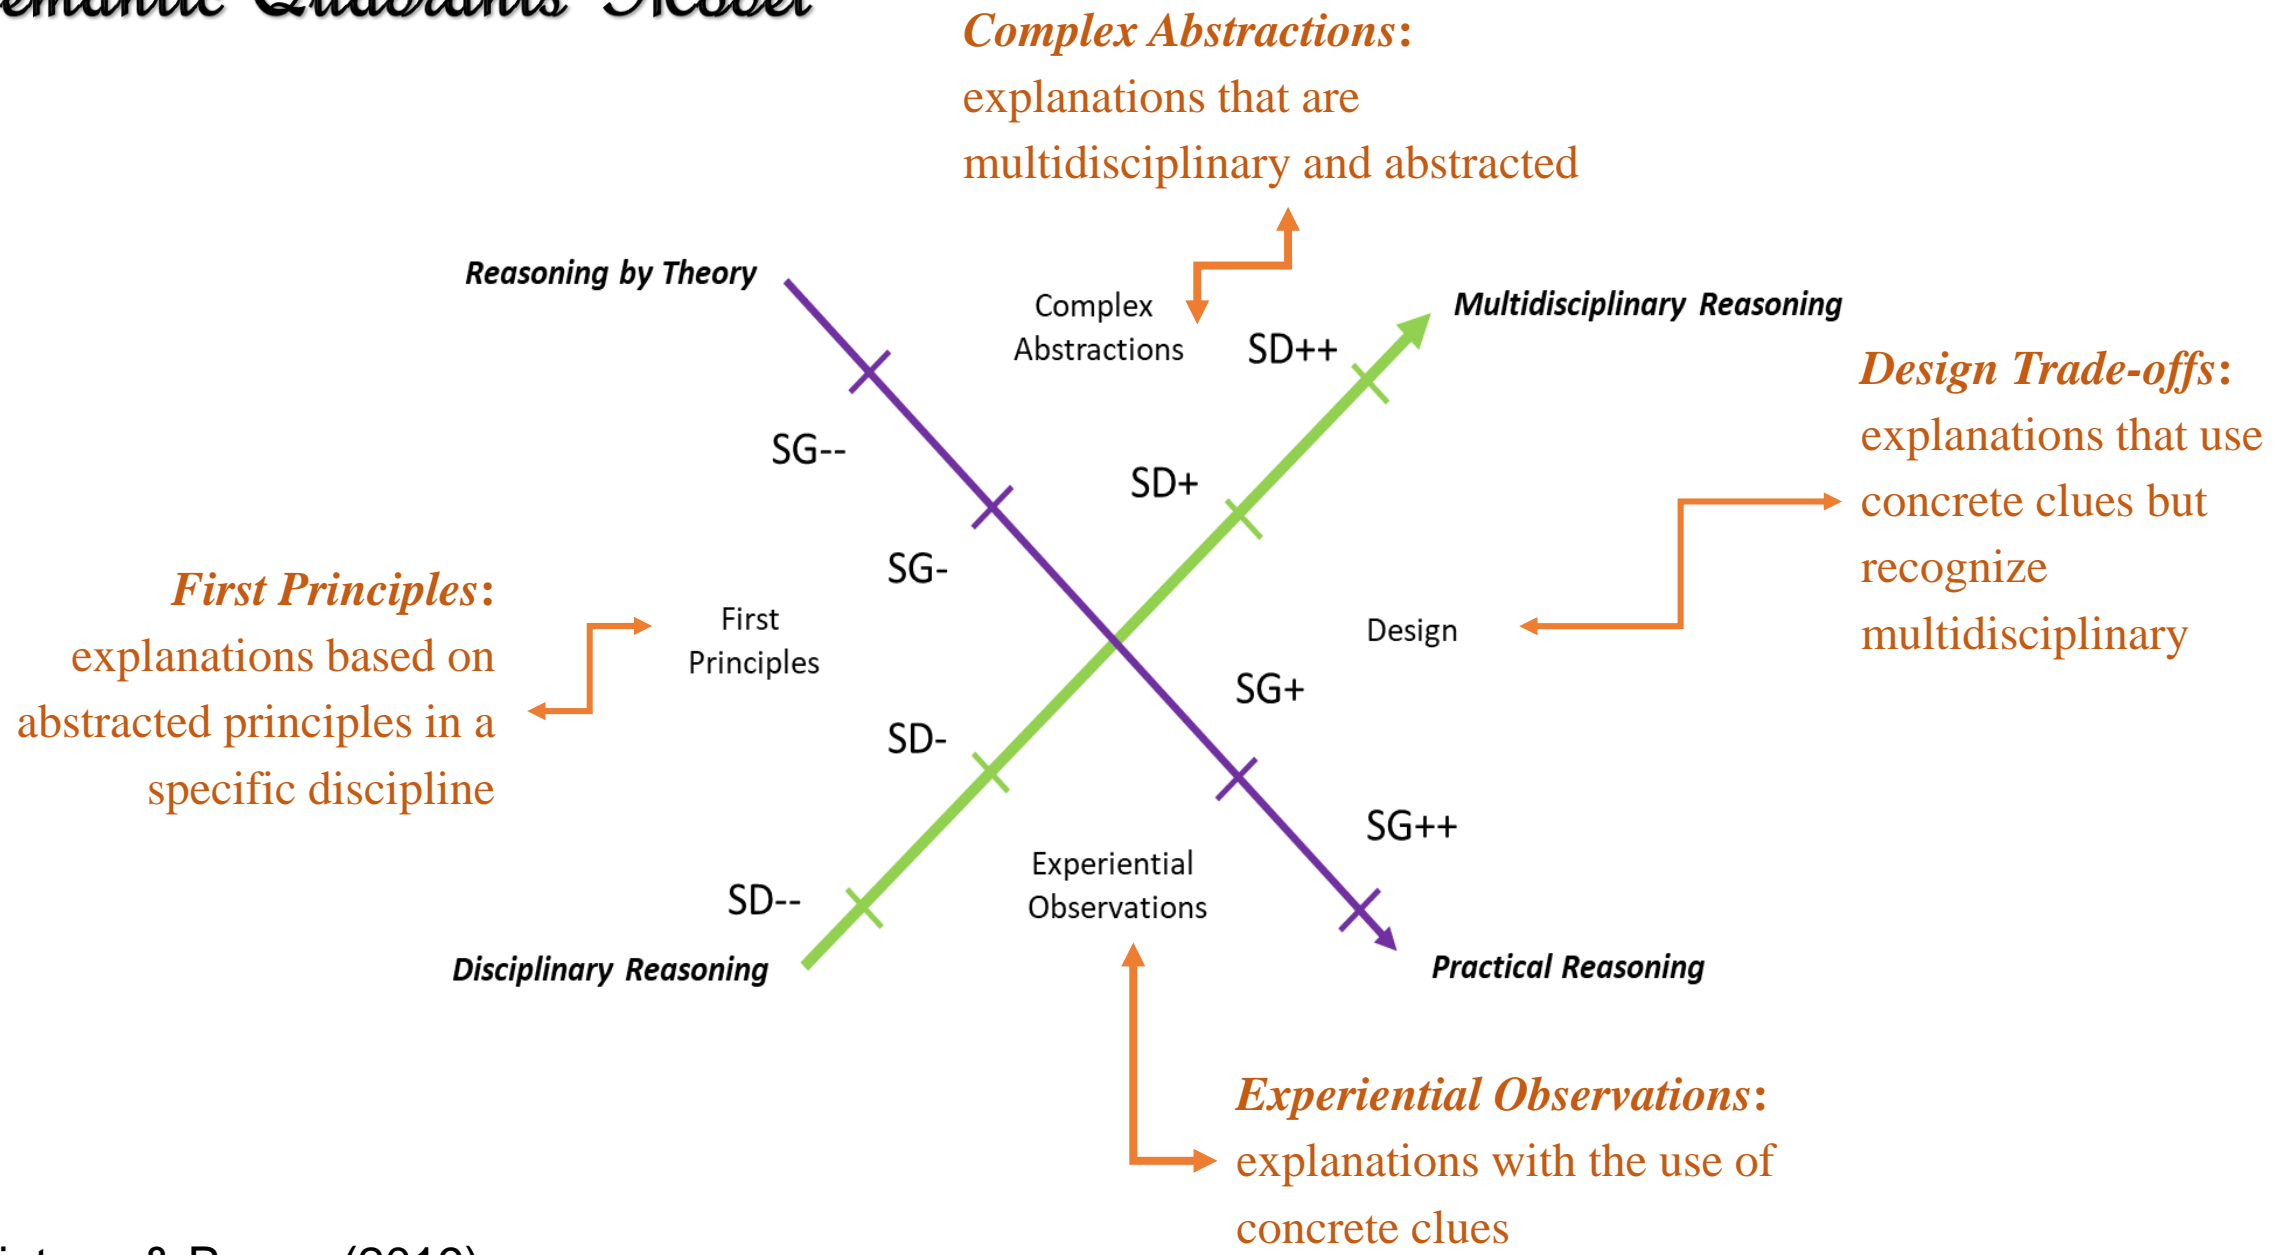 Quadrants Model
Complex Abstractions:
explanations that are
multidisciplinary and abstracted
Reasoning by Theory
Complex
Abstractions
Multidisciplinary Reasoning
SD++
Design Trade-offs:
explanations that use
concrete clues but
recognize
multidisciplinary
SG--
SD+
SG-
First Principles:
explanations based on
abstracted principles in a
specific discipline
First
Principles
Design
SG+
SD-
SG++
Experiential
Observations
SD--
Disciplinary Reasoning
Practical Reasoning
Experiential Observations:
explanations with the use of
concrete clues